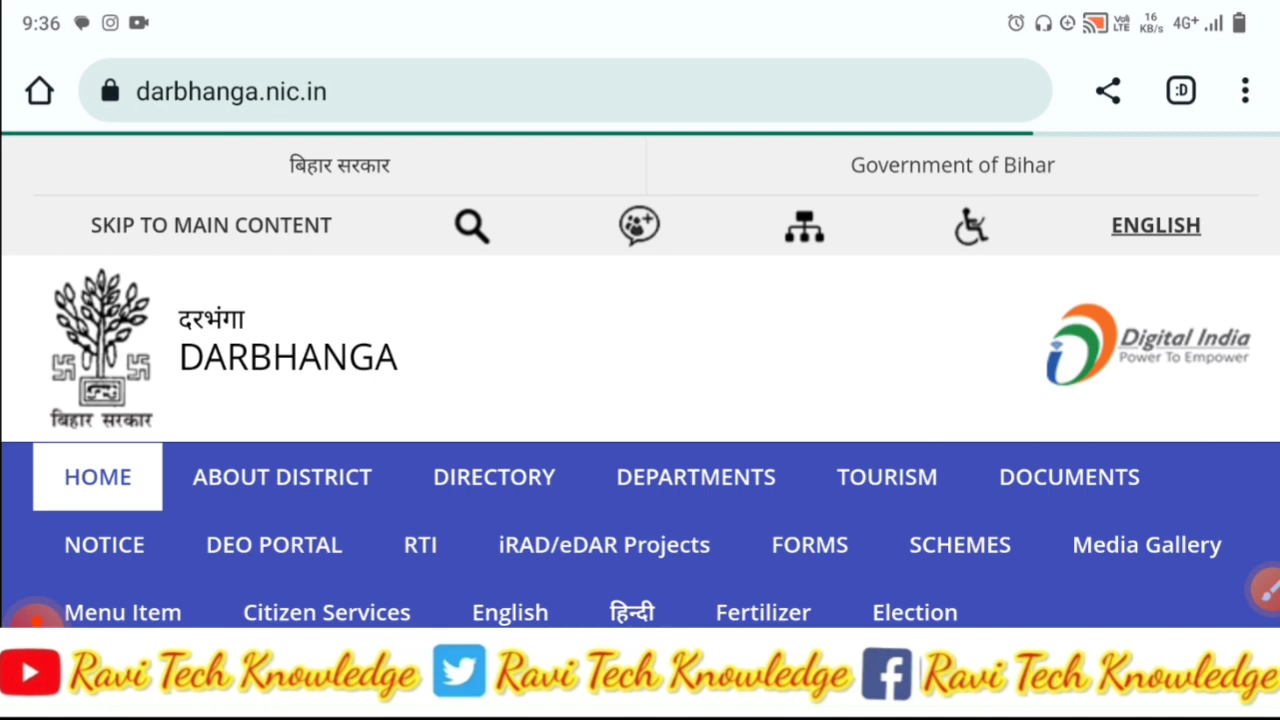 9:36 Vo) LTE 16 KB/s 4G+
darbhanga.nic.in :D
बिहार सरकार Government of Bihar
SKIP TO MAIN CONTENT ENGLISH
दरभंगा
DARBHANGA
Digital India
Power To Empower
बिहार सरकार
HOME ABOUT DISTRICT DIRECTORY DEPARTMENTS TOURISM DOCUMENTS
NOTICE DEO PORTAL RTI iRAD/eDAR Projects FORMS SCHEMES Media Gallery
Menu Item Citizen Services English हिन्दी Fertilizer Election
Ravi Tech Knowledge Ravi Tech Knowledge Ravi Tech Knowledge